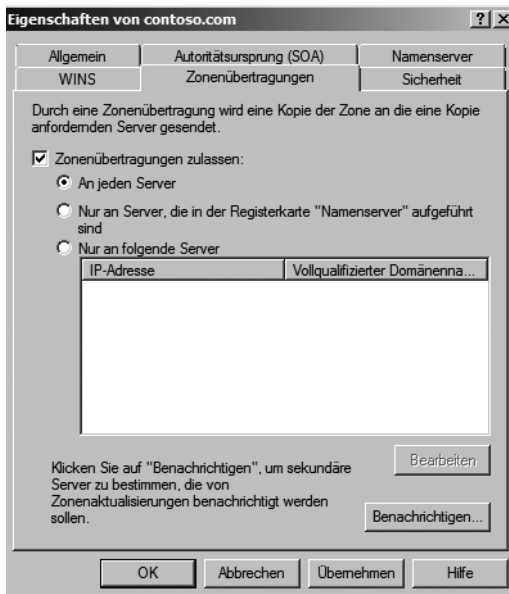 Eigenschaften von contoso.com
Allgemein
Autoritätsursprung (SOA)
Namenserver
WINS
Zonenübertragungen
Sicherheit
Durch eine Zonenübertragung wird eine Kopie der Zone an die eine Kopie
anfordernden Server gesendet.
Zonenübertragungen zulassen:
An jeden Server
Nur an Server, die in der Registerkarte "Namenserver" aufgeführt
sind
Nur an folgende Server
IP-Adresse
Vollqualifizierter Domänenna...
Bearbeiten
Klicken Sie auf "Benachrichtigen", um sekundäre
Server zu bestimmen, die von
Zonenaktualisierungen benachrichtigt werden
sollen.
Benachrichtigen...
OK
Abbrechen
Übernehmen
Hilfe